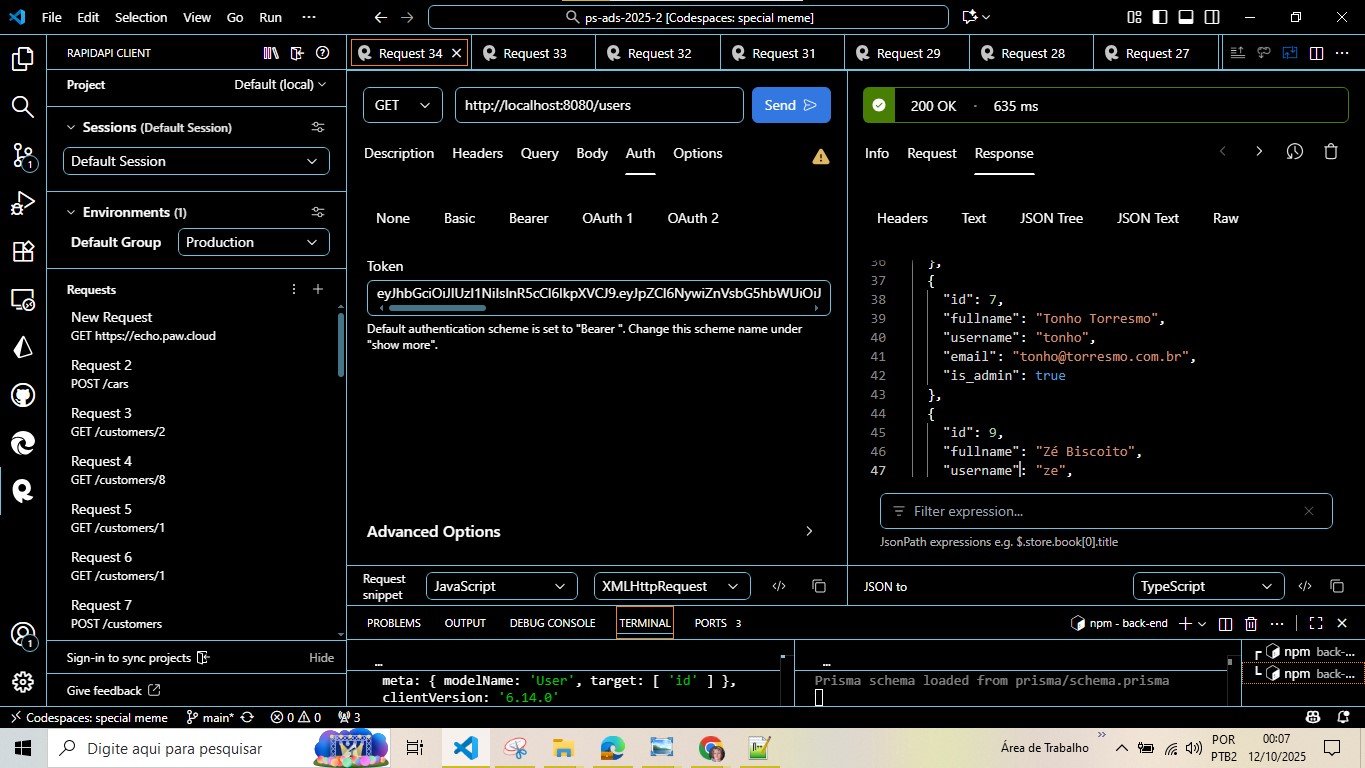 File Edit Selection View Go Run ···
ps-ads-2025-2 [Codespaces: special meme]
RAPIDAPI CLIENT
Request 34 Request 33 Request 32 Request 31 Request 29 Request 28 Request 27
Project Default (local)
Sessions (Default Session)
Default Session
Environments (1)
Default Group Production
Requests
New Request
GET https://echo.paw.cloud
Request 2
POST /cars
Request 3
GET /customers/2
Request 4
GET /customers/8
Request 5
GET /customers/1
Request 6
GET /customers/1
Request 7
POST /customers
Sign-in to sync projects Hide
Give feedback
GET http://localhost:8080/users Send
Description Headers Query Body Auth Options
None Basic Bearer OAuth 1 OAuth 2
Token
eyJhbGciOiJIUzI1NiIsInR5cCI6IkpXVCJ9.eyJpZCI6NywiZnVsbG5hbWUiOiJ
Default authentication scheme is set to "Bearer ". Change this scheme name under
"show more".
Advanced Options
Request
snippet
JavaScript XMLHttpRequest
200 OK · 635 ms
Info Request Response
Headers Text JSON Tree JSON Text Raw
36 },
37 {
38 "id": 7,
39 "fullname": "Tonho Torresmo",
40 "username": "tonho",
41 "email": "tonho@torresmo.com.br",
42 "is_admin": true
43 },
44 {
45 "id": 9,
46 "fullname": "Zé Biscoito",
47 "username": "ze",
Filter expression...
JsonPath expressions e.g. $.store.book[0].title
JSON to TypeScript
PROBLEMS OUTPUT DEBUG CONSOLE TERMINAL PORTS 3
npm - back-end
…
meta: { modelName: 'User', target: [ 'id' ] },
clientVersion: '6.14.0'
…
Prisma schema loaded from prisma/schema.prisma
npm back-...
npm back-...
Codespaces: special meme main* 0 0 3
Digite aqui para pesquisar
Área de Trabalho
POR
PTB2
00:07
12/10/2025